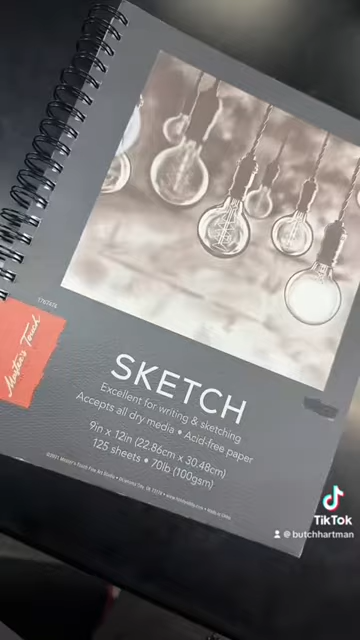 Master's Touch
SKETCH
Excellent for writing & sketching
Accepts all dry media • Acid-free paper
9in x 12in (22.86cm x 30.48cm)
125 sheets • 70lb (100gsm)
TikTok
@butchhartman